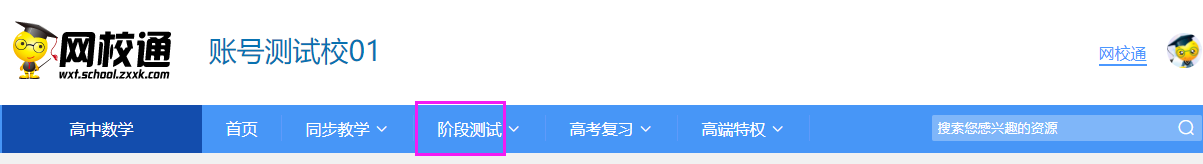 网校通
wxt.school.zxxk.com
账号测试校01
网校通
高中数学
首页
同步教学
阶段测试
高考复习
高端特权
搜索您感兴趣的资源